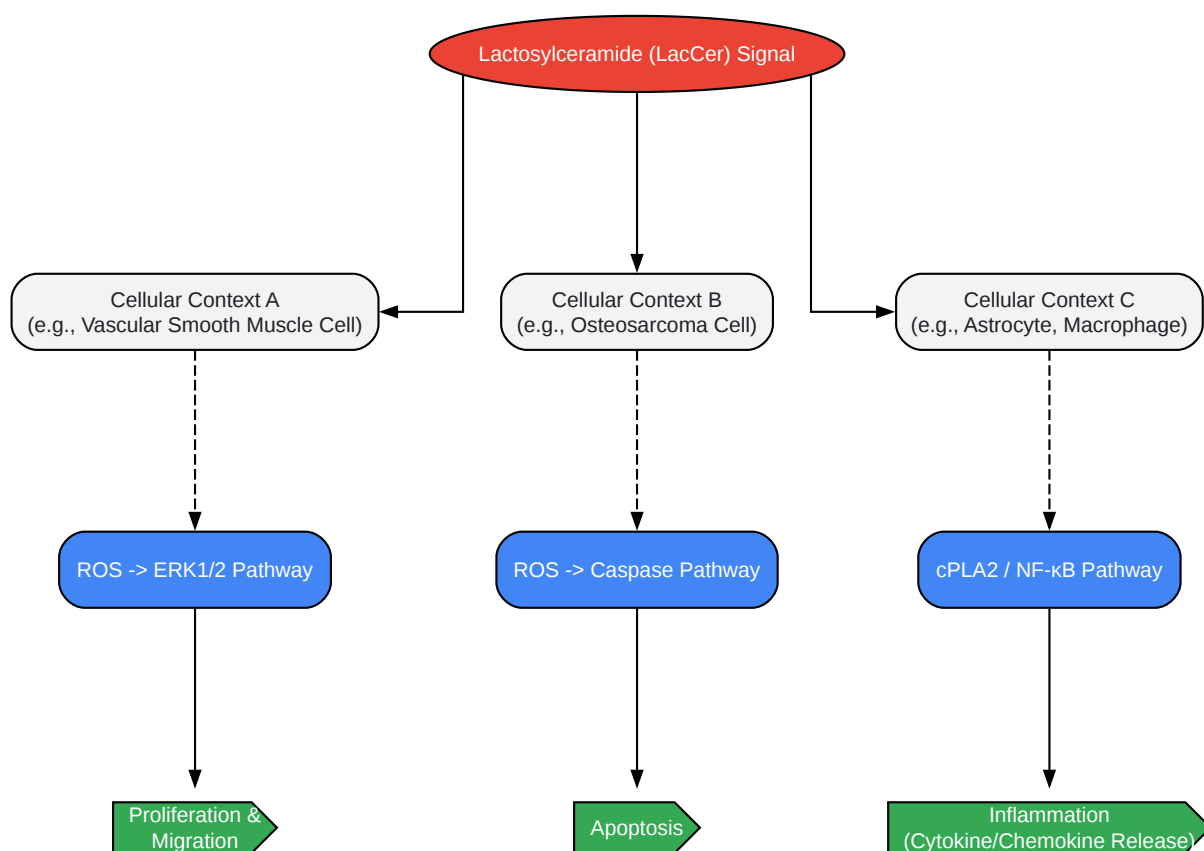 Lactosylceramide (LacCer) Signal
Cellular Context A
(e.g., Vascular Smooth Muscle Cell)
Cellular Context B
(e.g., Osteosarcoma Cell)
Cellular Context C
(e.g., Astrocyte, Macrophage)
ROS -> ERK1/2 Pathway
ROS -> Caspase Pathway
cPLA2 / NF-κB Pathway
Proliferation &
Migration
Apoptosis
Inflammation
(Cytokine/Chemokine Release)